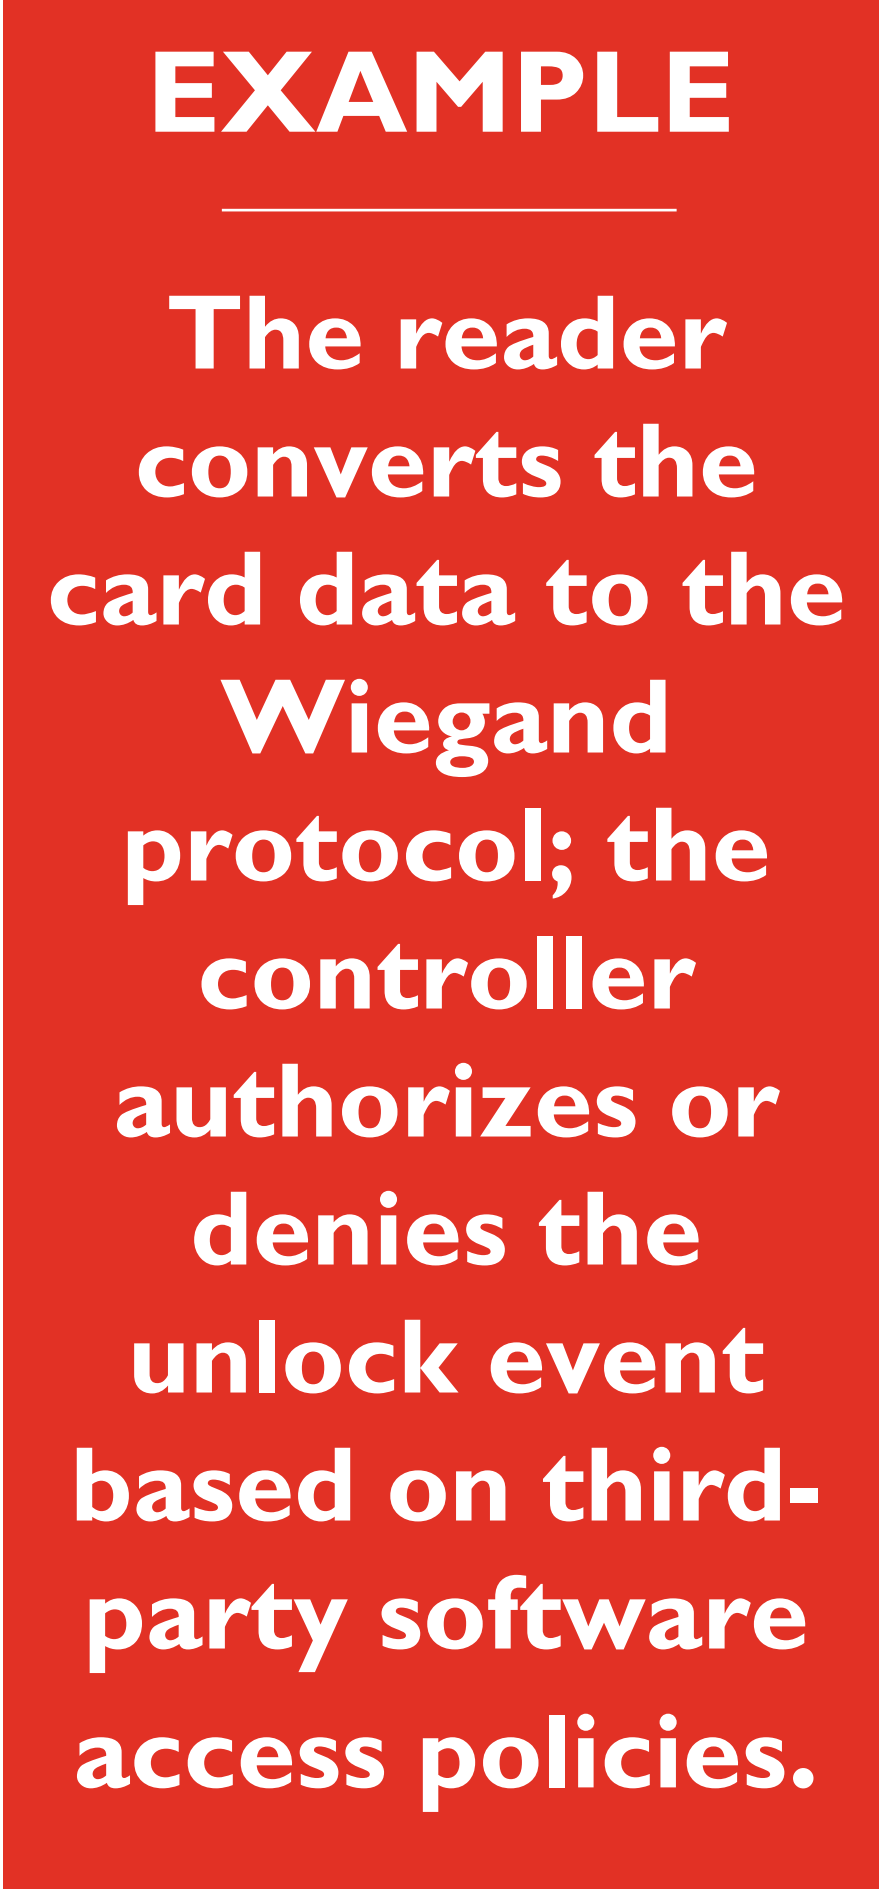 EXAMPLE
The reader
converts the
card data to the
Wiegand
protocol; the
controller
authorizes or
denies the
unlock event
based on third-
party software
access policies.